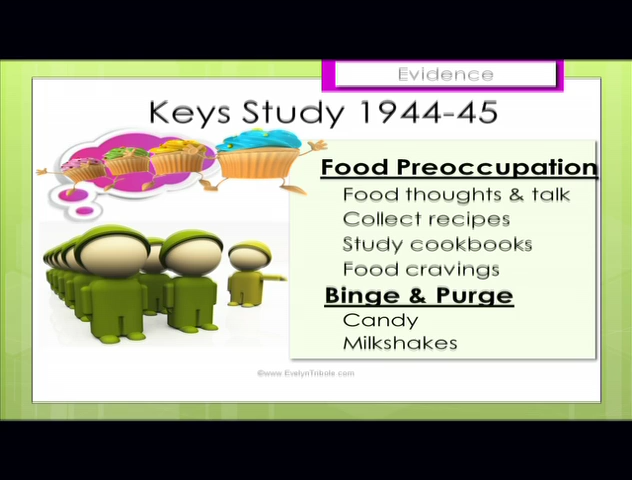 Evidence
Keys Study 1944-45
Food Preoccupation
Food thoughts & talk
Collect recipes
Study cookbooks
Food cravings
Binge & Purge
Candy
Milkshakes
©www.EvelynTribole.com